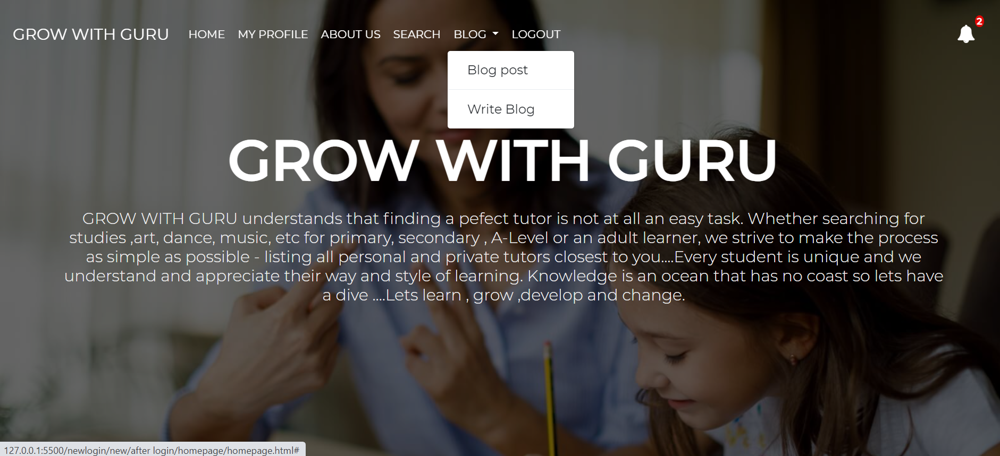 GROW WITH GURU HOME MY PROFILE ABOUT US SEARCH BLOG LOGOUT
2
Blog post
Write Blog
GROW WITH GURU
GROW WITH GURU understands that finding a pefect tutor is not at all an easy task. Whether searching for
studies ,art, dance, music, etc for primary, secondary , A-Level or an adult learner, we strive to make the process
as simple as possible - listing all personal and private tutors closest to you....Every student is unique and we
understand and appreciate their way and style of learning. Knowledge is an ocean that has no coast so lets have
a dive ....Lets learn , grow ,develop and change.
127.0.0.1:5500/newlogin/new/after login/homepage/homepage.html#